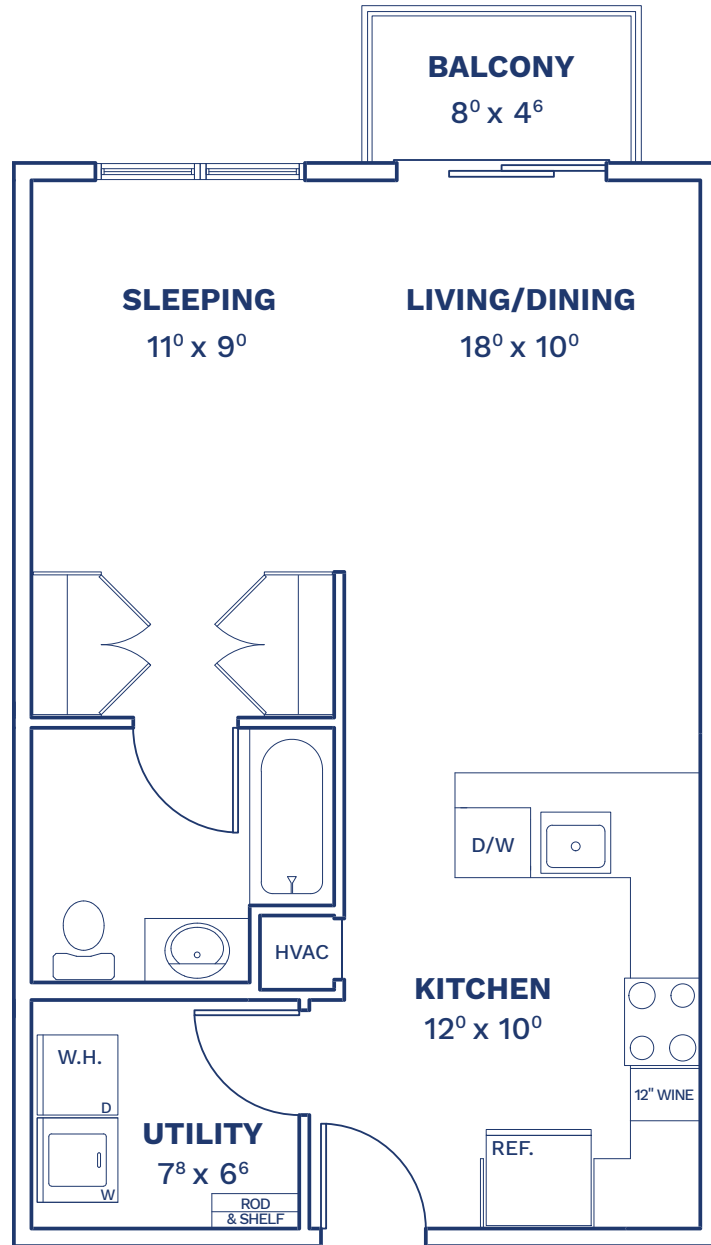 BALCONY
8⁰ x 4⁶
SLEEPING
11⁰ x 9⁰
LIVING/DINING
18⁰ x 10⁰
D/W
HVAC
KITCHEN
12⁰ x 10⁰
12" WINE
REF.
W.H.
D
W
UTILITY
7⁸ x 6⁶
ROD
& SHELF